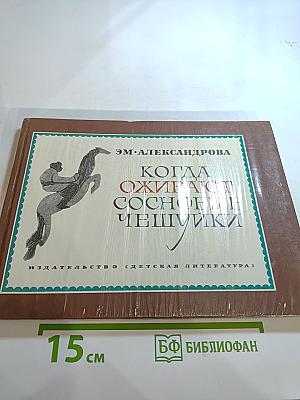 ЭМ·АЛЕКСАНДРОВА
КОГДА
ОЖИВАЮТ
СОСНОВЫЕ
ЧЕШУЙКИ
ИЗДАТЕЛЬСТВО «ДЕТСКАЯ ЛИТЕРАТУРА»
15 см
БФ БИБЛИОФАН